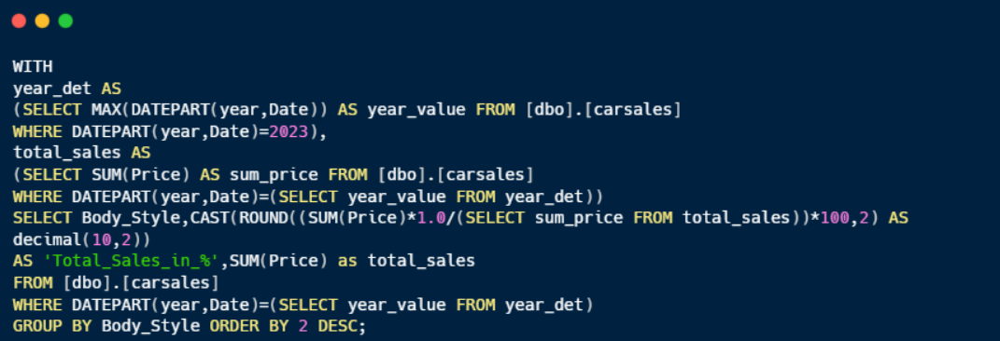 WITH
year_det AS
(SELECT MAX(DATEPART(year,Date)) AS year_value FROM [dbo].[carsales]
WHERE DATEPART(year,Date)=2023),
total_sales AS
(SELECT SUM(Price) AS sum_price FROM [dbo].[carsales]
WHERE DATEPART(year,Date)=(SELECT year_value FROM year_det))
SELECT Body_Style,CAST(ROUND((SUM(Price)*1.0/(SELECT sum_price FROM total_sales))*100,2) AS
decimal(10,2))
AS 'Total_Sales_in_%',SUM(Price) as total_sales
FROM [dbo].[carsales]
WHERE DATEPART(year,Date)=(SELECT year_value FROM year_det)
GROUP BY Body_Style ORDER BY 2 DESC;